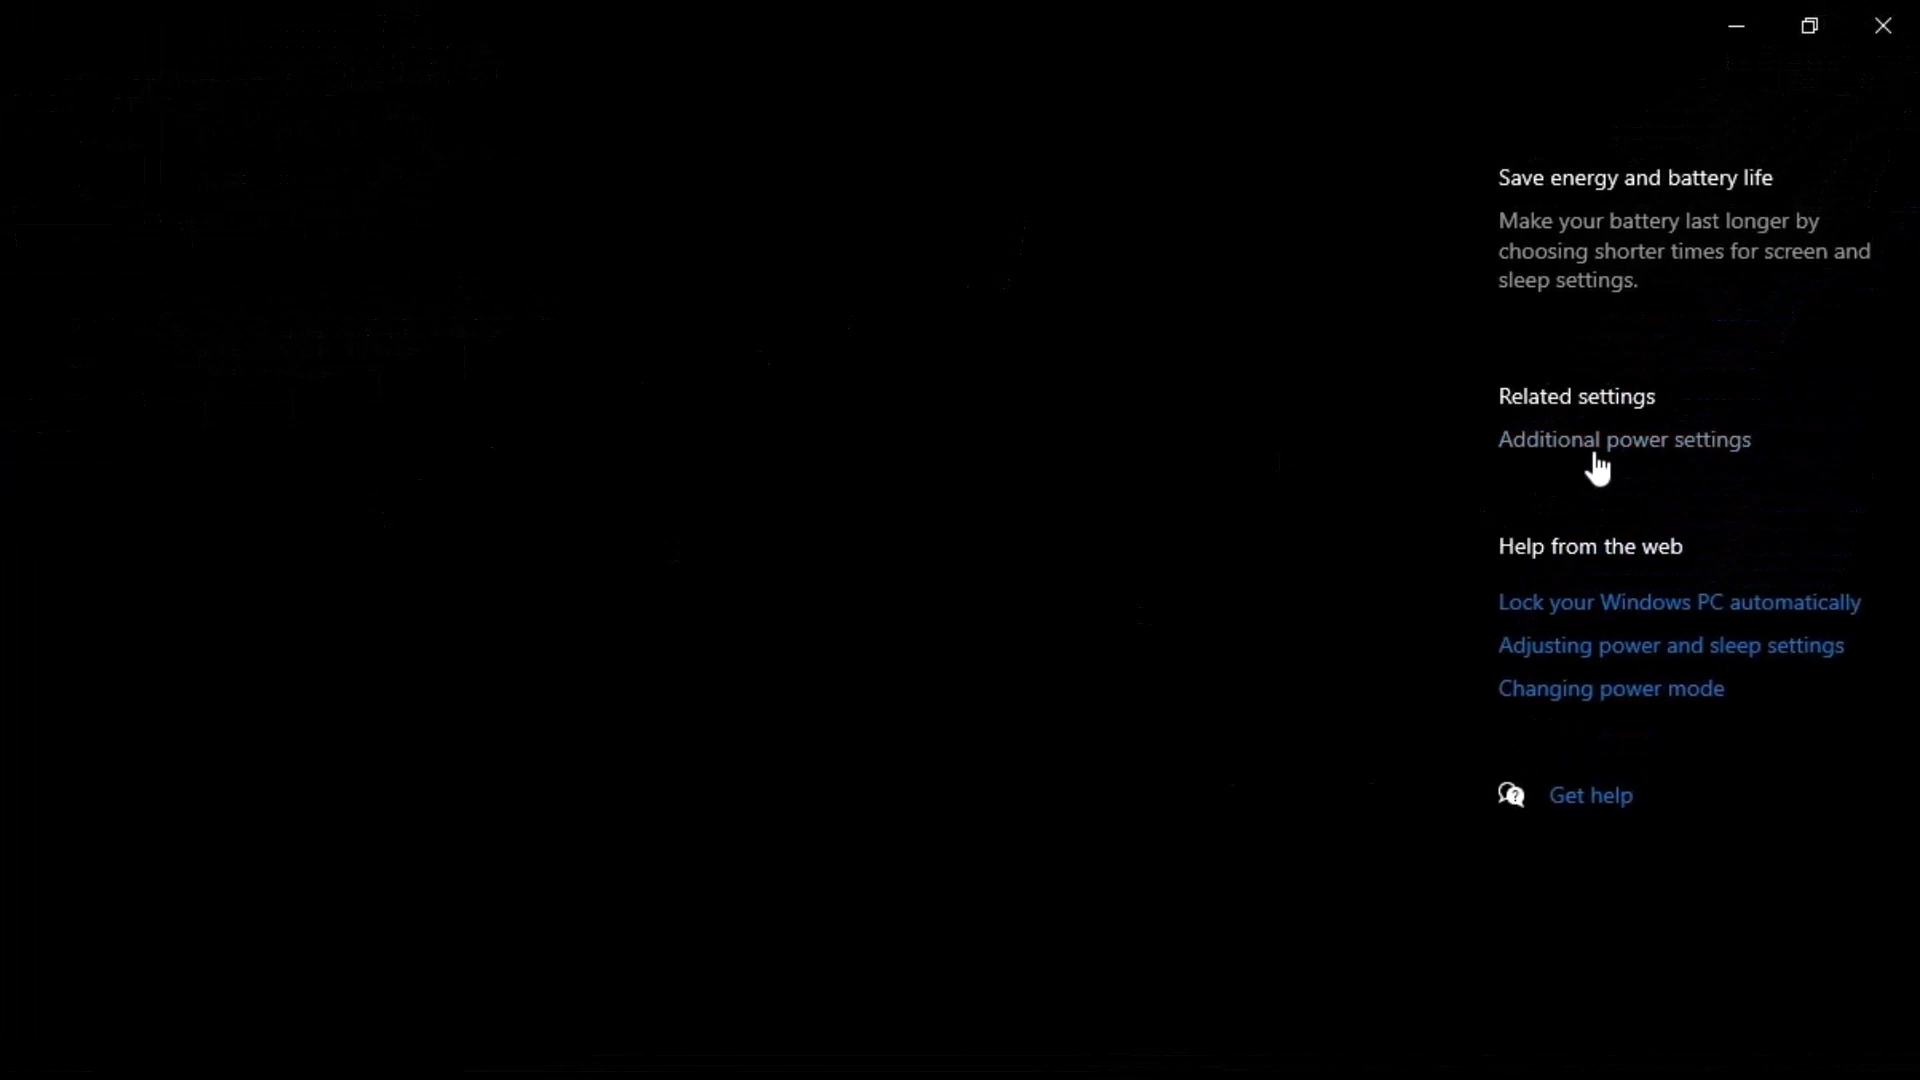 Save energy and battery life
Make your battery last longer by
choosing shorter times for screen and
sleep settings.
Related settings
Additional power settings
Help from the web
Lock your Windows PC automatically
Adjusting power and sleep settings
Changing power mode
Get help